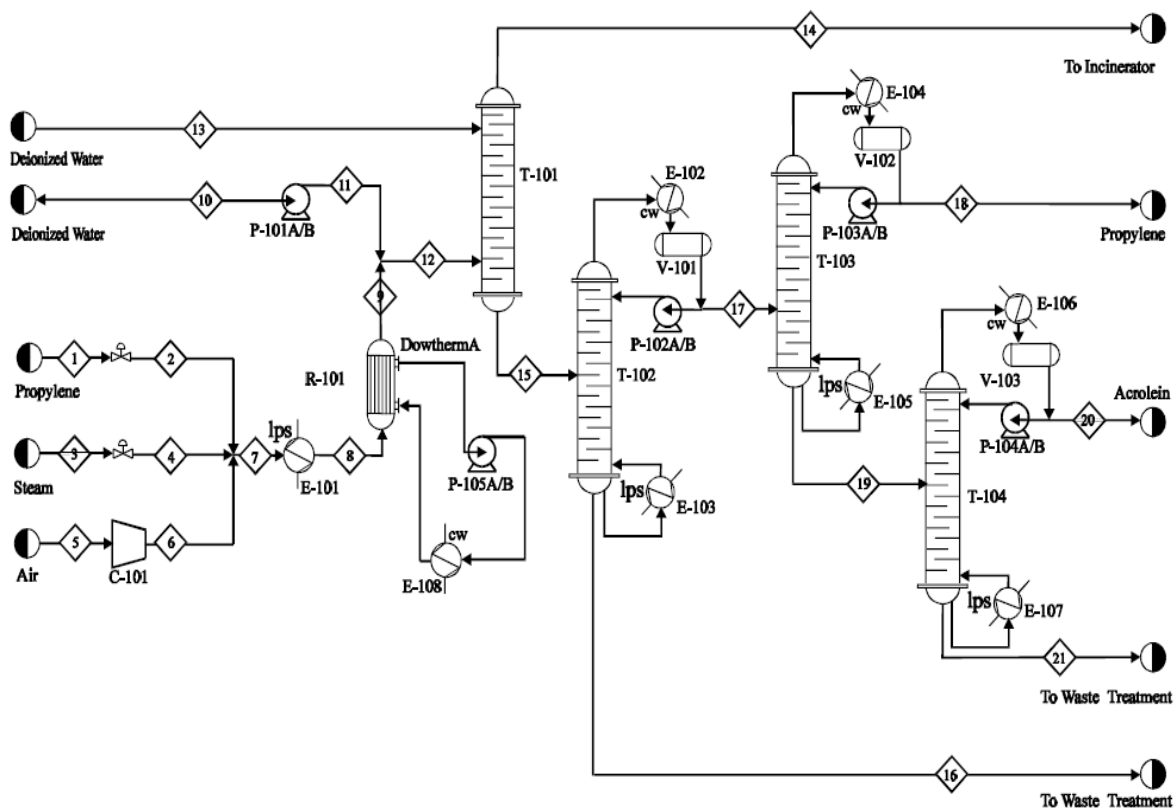 14
To Incinerator
E-104
cw
V-102
13
Deionized Water
T-101
11
10
Deionized Water
P-101A/B
12
E-102
cw
V-101
P-103A/B
18
Propylene
T-103
9
17
P-102A/B
E-106
cw
V-103
DowthermA
R-101
1
2
Propylene
15
T-102
lps
E-105
Acrolein
20
P-104A/B
lps
3
4
7
8
Steam
E-101
P-105A/B
19
T-104
lps
E-103
5
6
Air
C-101
cw
E-108
lps
E-107
21
To Waste Treatment
16
To Waste Treatment